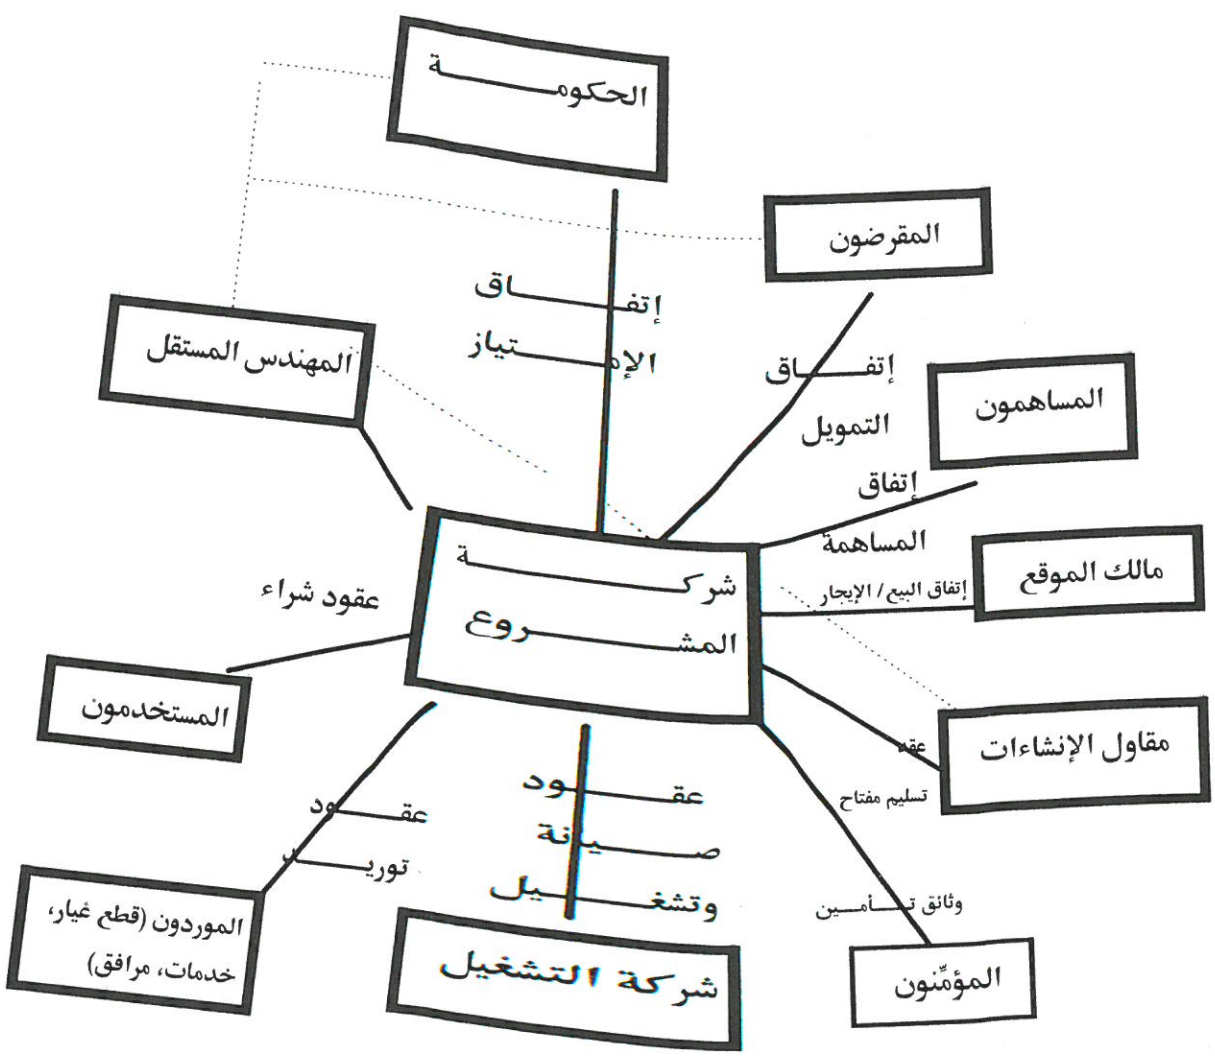 الحكومة
المقرضون
إتفاق
الإمتياز
المهندس المستقل
إتفاق
التمويل
المساهمون
إتفاق
المساهمة
شركة
المشروع
مالك الموقع
إتفاق البيع/ الإيجار
عقود شراء
المستخدمون
مقاول الإنشاءات
عقد
تسليم مفتاح
عقود
صيانة
وتشغيل
عقود
توريد
وثائق تأمين
الموردون (قطع غيار،
خدمات، مرافق)
شركة التشغيل
المؤمِّنون